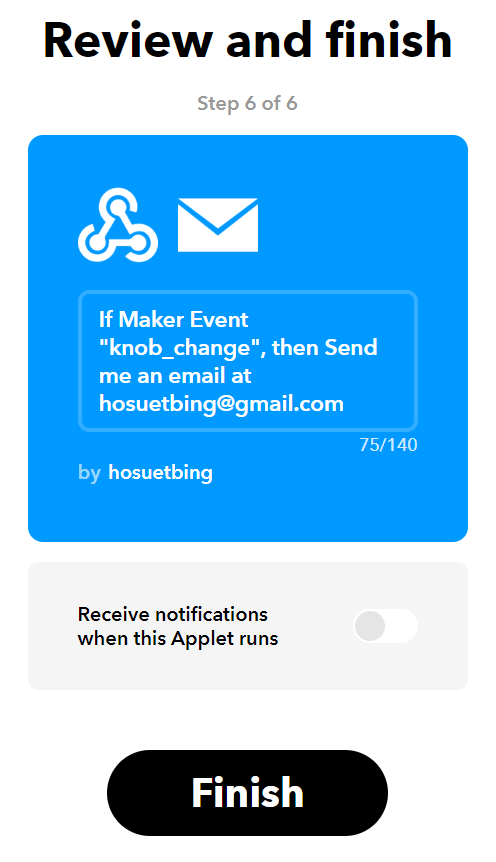 Review and finish
Step 6 of 6
If Maker Event
"knob_change", then Send
me an email at
hosuetbing@gmail.com
75/140
by hosuetbing
Receive notifications
when this Applet runs
Finish